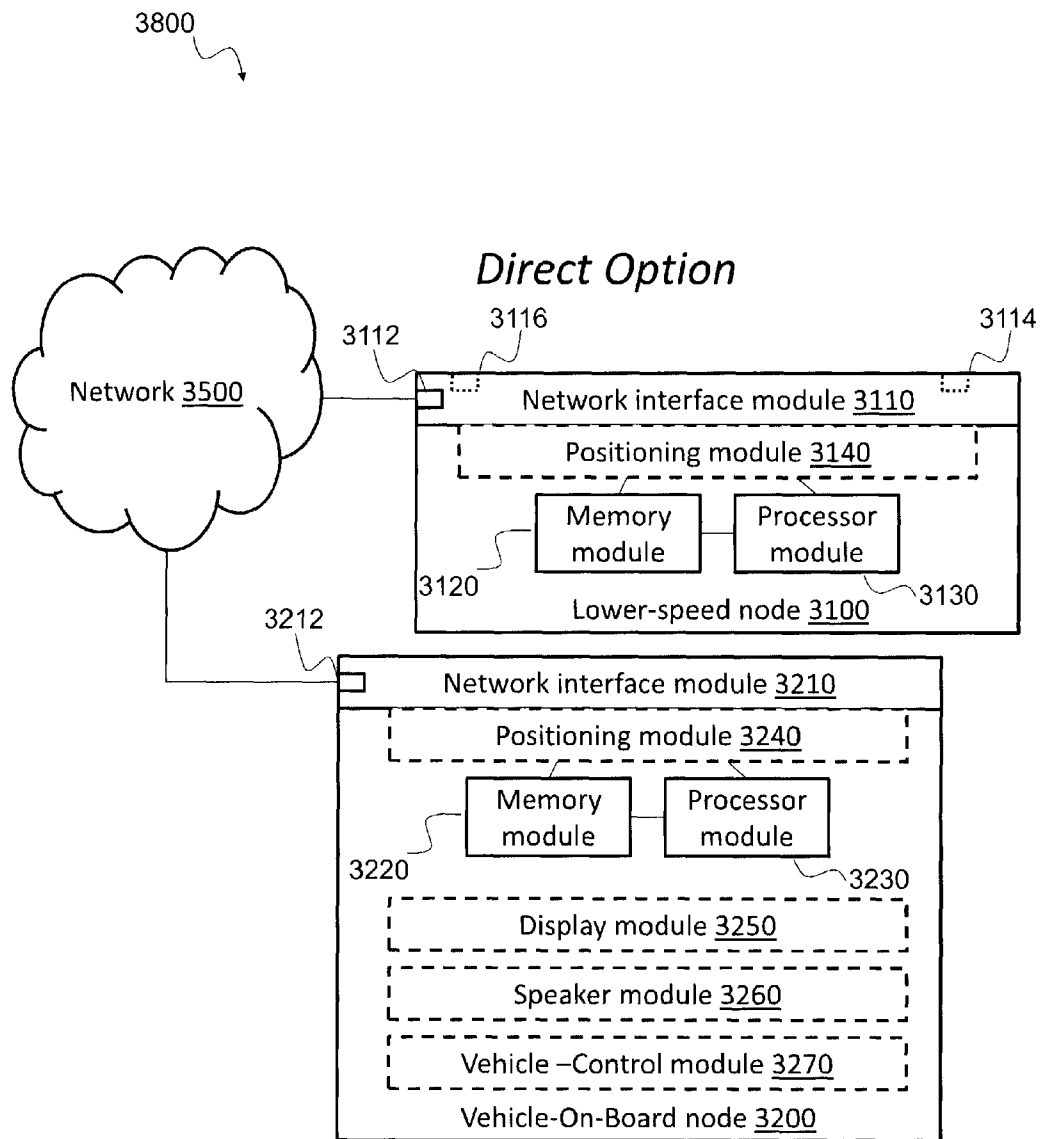 3800
Direct Option
3116
3114
3112
Network 3500
Network interface module 3110
Positioning module 3140
Memory
module
Processor
module
3120
3130
Lower-speed node 3100
3212
Network interface module 3210
Positioning module 3240
Memory
module
Processor
module
3220
3230
Display module 3250
Speaker module 3260
Vehicle –Control module 3270
Vehicle-On-Board node 3200